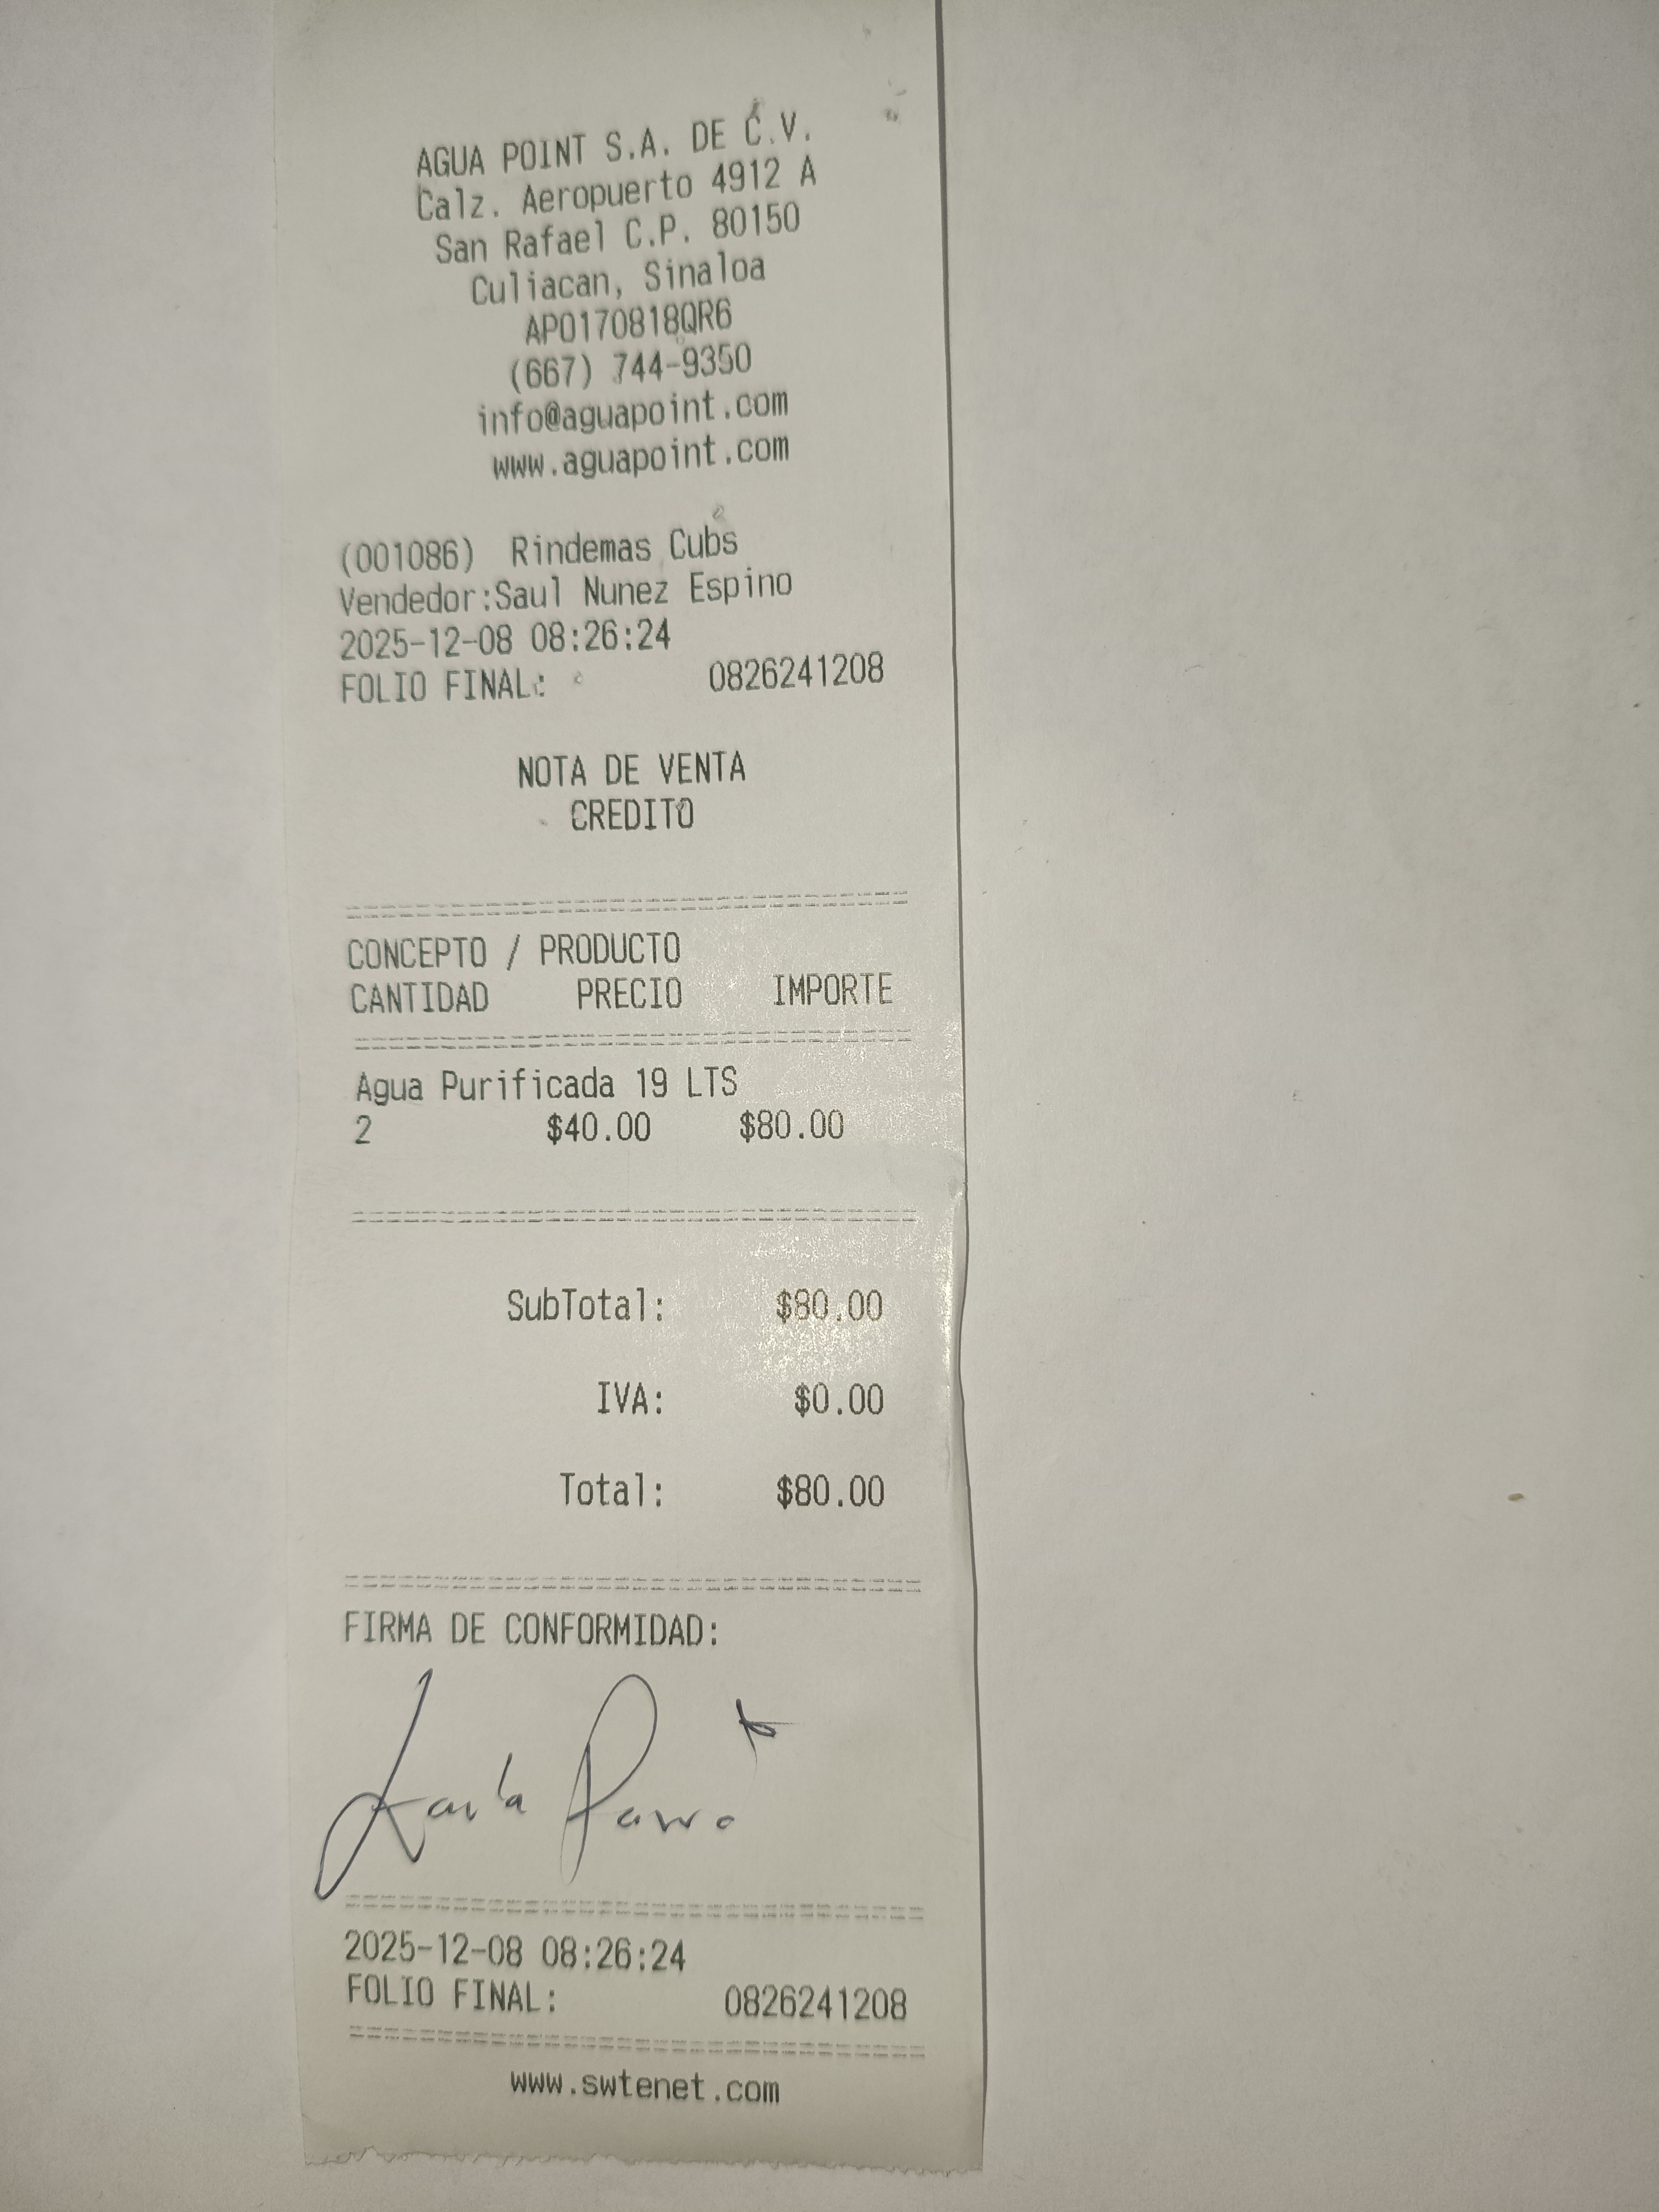 AGUA POINT S.A. DE C.V.
Calz. Aeropuerto 4912 A
San Rafael C.P. 80150
Culiacan, Sinaloa
APO170818QR6
(667) 744-9350
info@aguapoint.com
www.aguapoint.com
(001086) Rindemas Cubs
Vendedor:Saul Nunez Espino
2025-12-08 08:26:24
FOLIO FINAL: 0826241208
NOTA DE VENTA
CREDITO
CONCEPTO / PRODUCTO
CANTIDAD PRECIO IMPORTE
Agua Purificada 19 LTS
2 $40.00 $80.00
SubTotal: $80.00
IVA: $0.00
Total: $80.00
FIRMA DE CONFORMIDAD:
Karla
2025-12-08 08:26:24
FOLIO FINAL: 0826241208
www.swtenet.com